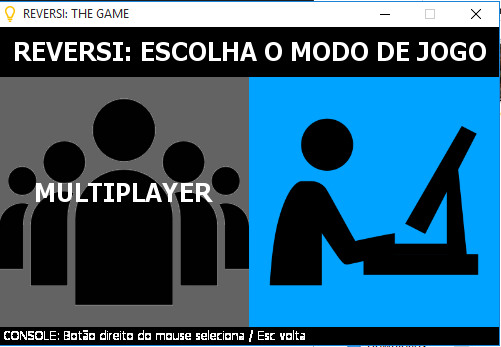 REVERSI: THE GAME
REVERSI: ESCOLHA O MODO DE JOGO
MULTIPLAYER
CONSOLE: Botão direito do mouse seleciona / Esc volta